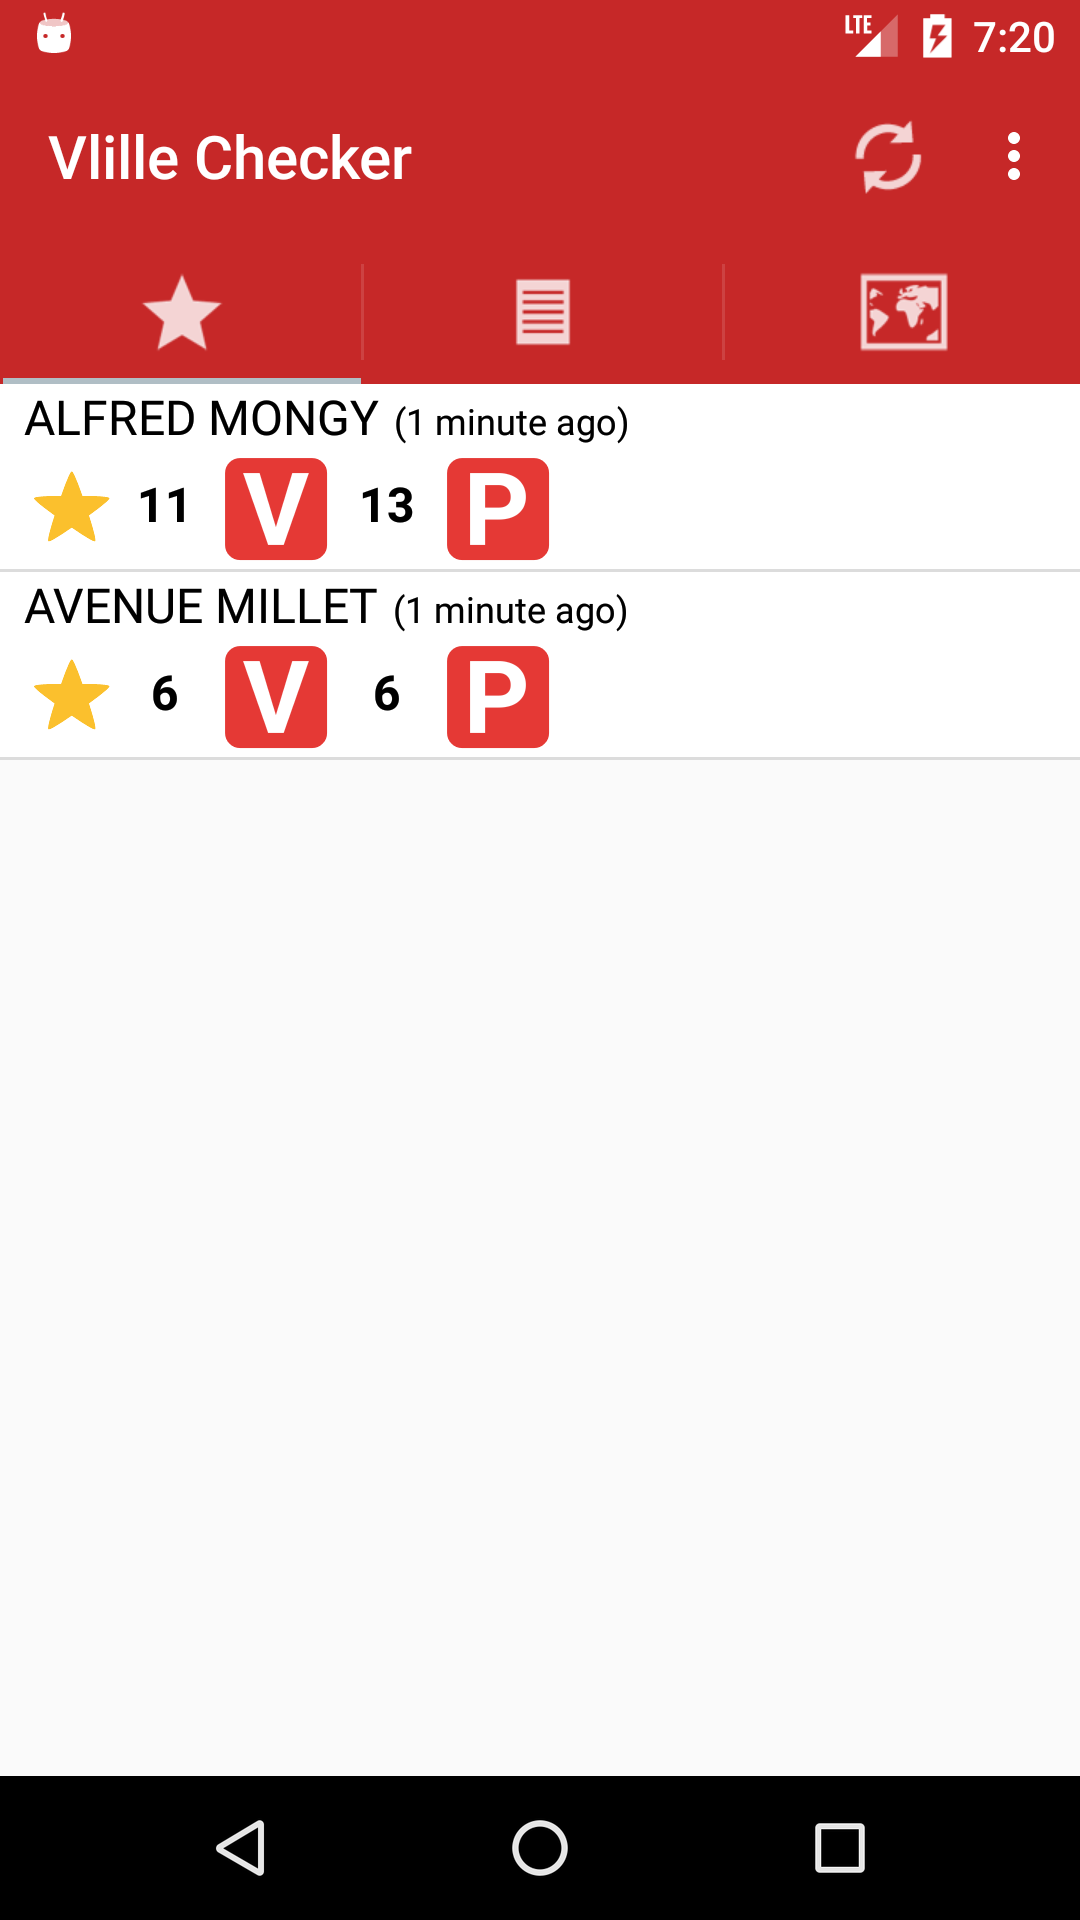 LTE 7:20
Vlille Checker
ALFRED MONGY (1 minute ago)
11 V 13 P
AVENUE MILLET (1 minute ago)
6 V 6 P